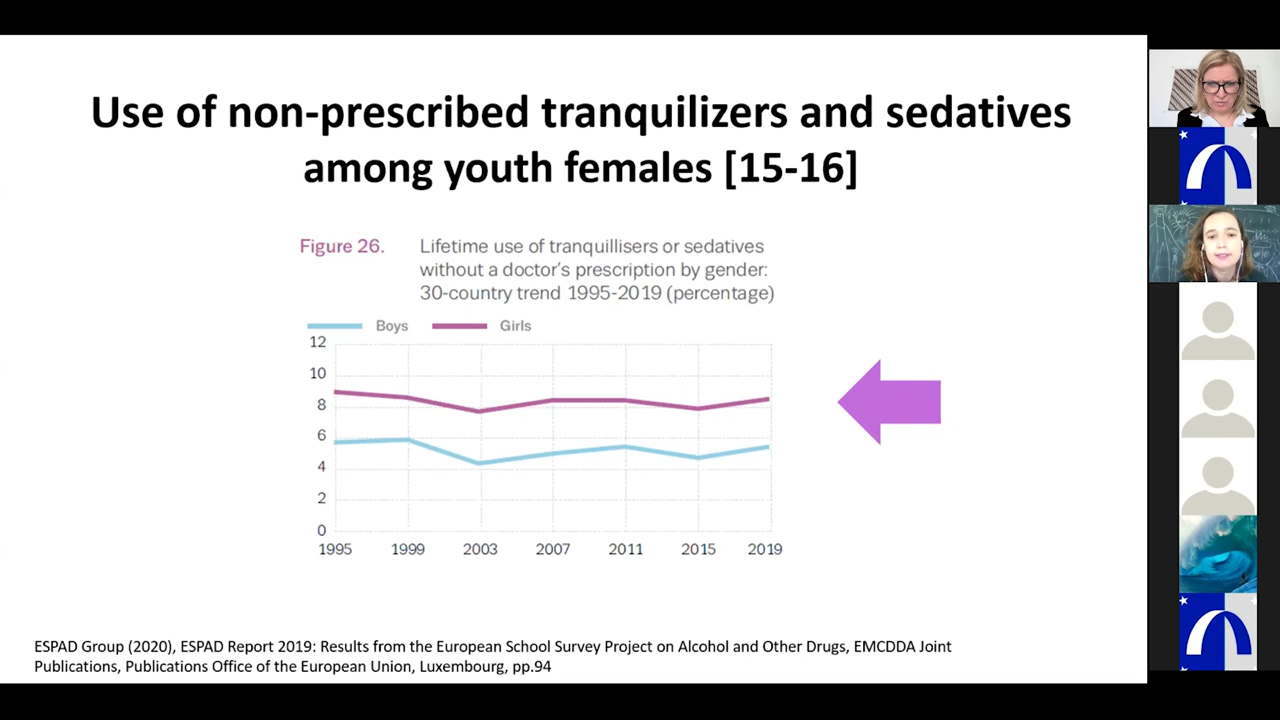 Use of non-prescribed tranquilizers and sedatives
among youth females [15-16]
Figure 26.
Lifetime use of tranquillisers or sedatives
without a doctor's prescription by gender:
30-country trend 1995-2019 (percentage)
Boys
Girls
12
10
8
6
4
2
0
1995 1999 2003 2007 2011 2015 2019
ESPAD Group (2020), ESPAD Report 2019: Results from the European School Survey Project on Alcohol and Other Drugs, EMCDDA Joint
Publications, Publications Office of the European Union, Luxembourg, pp.94